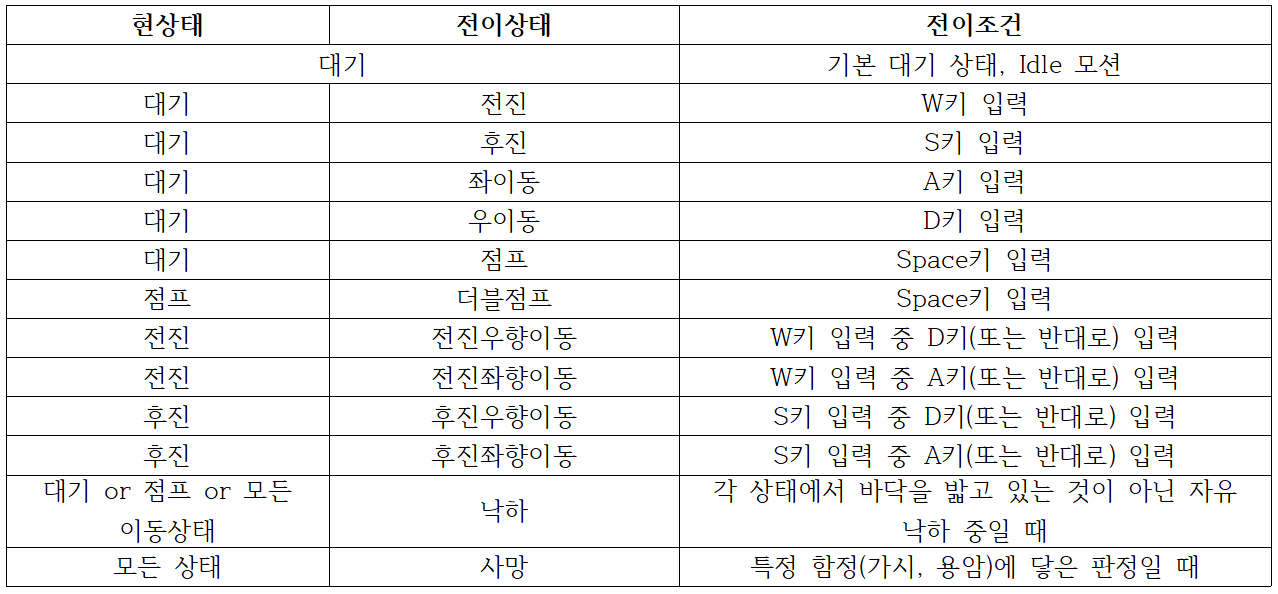 현상태 전이상태 전이조건
대기 기본 대기 상태, Idle 모션
대기 전진 W키 입력
대기 후진 S키 입력
대기 좌이동 A키 입력
대기 우이동 D키 입력
대기 점프 Space키 입력
점프 더블점프 Space키 입력
전진 전진우향이동 W키 입력 중 D키(또는 반대로) 입력
전진 전진좌향이동 W키 입력 중 A키(또는 반대로) 입력
후진 후진우향이동 S키 입력 중 D키(또는 반대로) 입력
후진 후진좌향이동 S키 입력 중 A키(또는 반대로) 입력
대기 or 점프 or 모든
이동상태
낙하
각 상태에서 바닥을 밟고 있는 것이 아닌 자유
낙하 중일 때
모든 상태 사망 특정 함정(가시, 용암)에 닿은 판정일 때